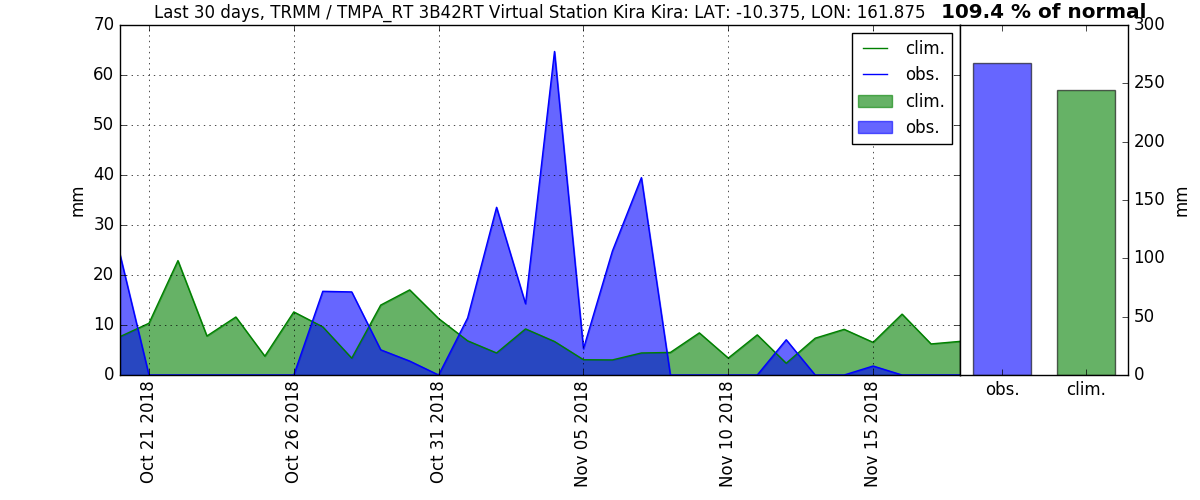 Last 30 days, TRMM / TMPA_RT 3B42RT Virtual Station Kira Kira: LAT: -10.375, LON: 161.875
109.4 % of normal
70
60
50
40
30
20
10
0
mm
clim.
obs.
clim.
obs.
300
250
200
150
100
50
0
mm
Oct 21 2018
Oct 26 2018
Oct 31 2018
Nov 05 2018
Nov 10 2018
Nov 15 2018
obs.
clim.